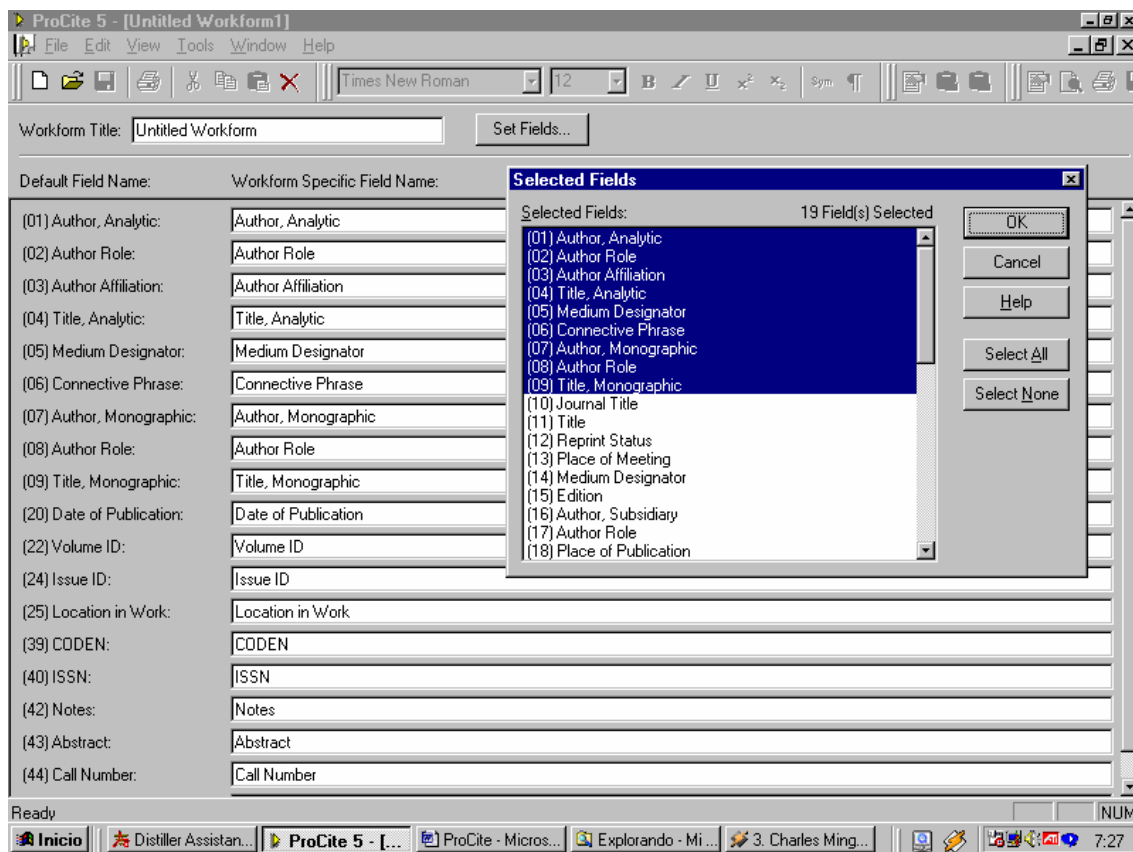 ProCite 5 - [Untitled Workform1]
File Edit View Tools Window Help
Times New Roman 12 B I U x² x₂ Sym ¶
Workform Title: Untitled Workform Set Fields...
Default Field Name: Workform Specific Field Name:
(01) Author, Analytic: Author, Analytic
(02) Author Role: Author Role
(03) Author Affiliation: Author Affiliation
(04) Title, Analytic: Title, Analytic
(05) Medium Designator: Medium Designator
(06) Connective Phrase: Connective Phrase
(07) Author, Monographic: Author, Monographic
(08) Author Role: Author Role
(09) Title, Monographic: Title, Monographic
(20) Date of Publication: Date of Publication
(22) Volume ID: Volume ID
(24) Issue ID: Issue ID
(25) Location in Work: Location in Work
(39) CODEN: CODEN
(40) ISSN: ISSN
(42) Notes: Notes
(43) Abstract: Abstract
(44) Call Number: Call Number
Selected Fields
Selected Fields: 19 Field(s) Selected
(01) Author, Analytic
(02) Author Role
(03) Author Affiliation
(04) Title, Analytic
(05) Medium Designator
(06) Connective Phrase
(07) Author, Monographic
(08) Author Role
(09) Title, Monographic
(10) Journal Title
(11) Title
(12) Reprint Status
(13) Place of Meeting
(14) Medium Designator
(15) Edition
(16) Author, Subsidiary
(17) Author Role
(18) Place of Publication
OK
Cancel
Help
Select All
Select None
Ready NUM
Inicio Distiller Assistan... ProCite 5 - [... ProCite - Micros... Explorando - Mi ... 3. Charles Ming... 7:27